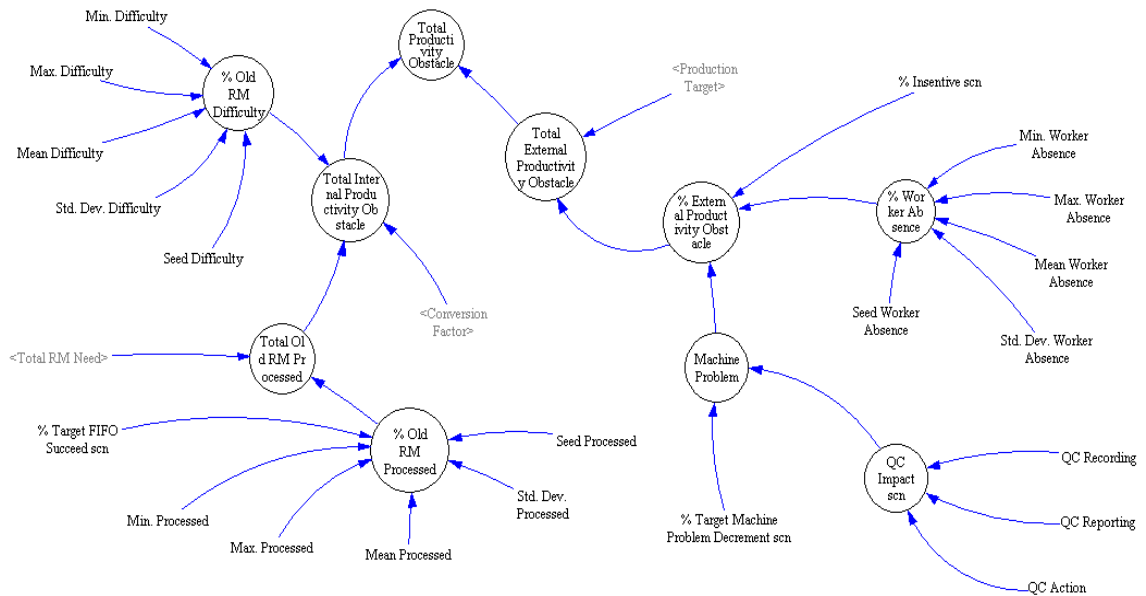 Min. Difficulty
Max. Difficulty
Mean Difficulty
Std. Dev. Difficulty
Seed Difficulty
% Old
RM
Difficulty
Total
Producti
vity
Obstacle
<Production
Target>
Total
External
Productivit
y Obstacle
Total Inter
nal Produ
ctivity Ob
stacle
% Insentive scn
% Extern
al Product
ivity Obst
acle
% Wor
ker Ab
sence
Min. Worker
Absence
Max. Worker
Absence
Mean Worker
Absence
Std. Dev. Worker
Absence
Seed Worker
Absence
<Conversion
Factor>
<Total RM Need>
Total Ol
d RM Pr
ocessed
Machine
Problem
% Target FIFO
Succeed scn
% Old
RM
Processed
Seed Processed
Std. Dev.
Processed
Min. Processed
Max. Processed
Mean Processed
% Target Machine
Problem Decrement scn
QC
Impact
scn
QC Recording
QC Reporting
QC Action